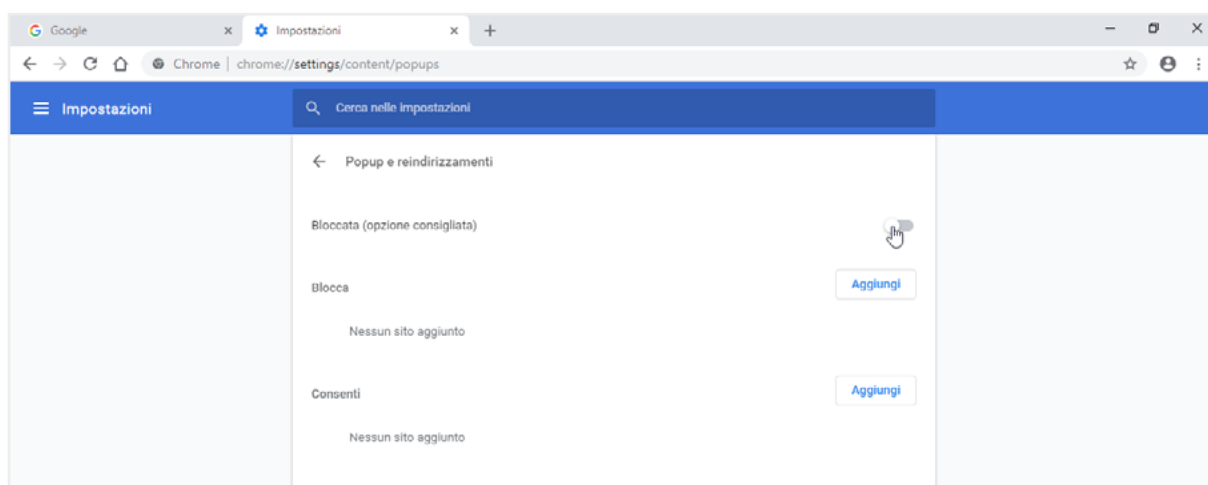 Google
Impostazioni
Chrome | chrome://settings/content/popups
Impostazioni
Cerca nelle impostazioni
Popup e reindirizzamenti
Bloccata (opzione consigliata)
Blocca
Aggiungi
Nessun sito aggiunto
Consenti
Aggiungi
Nessun sito aggiunto